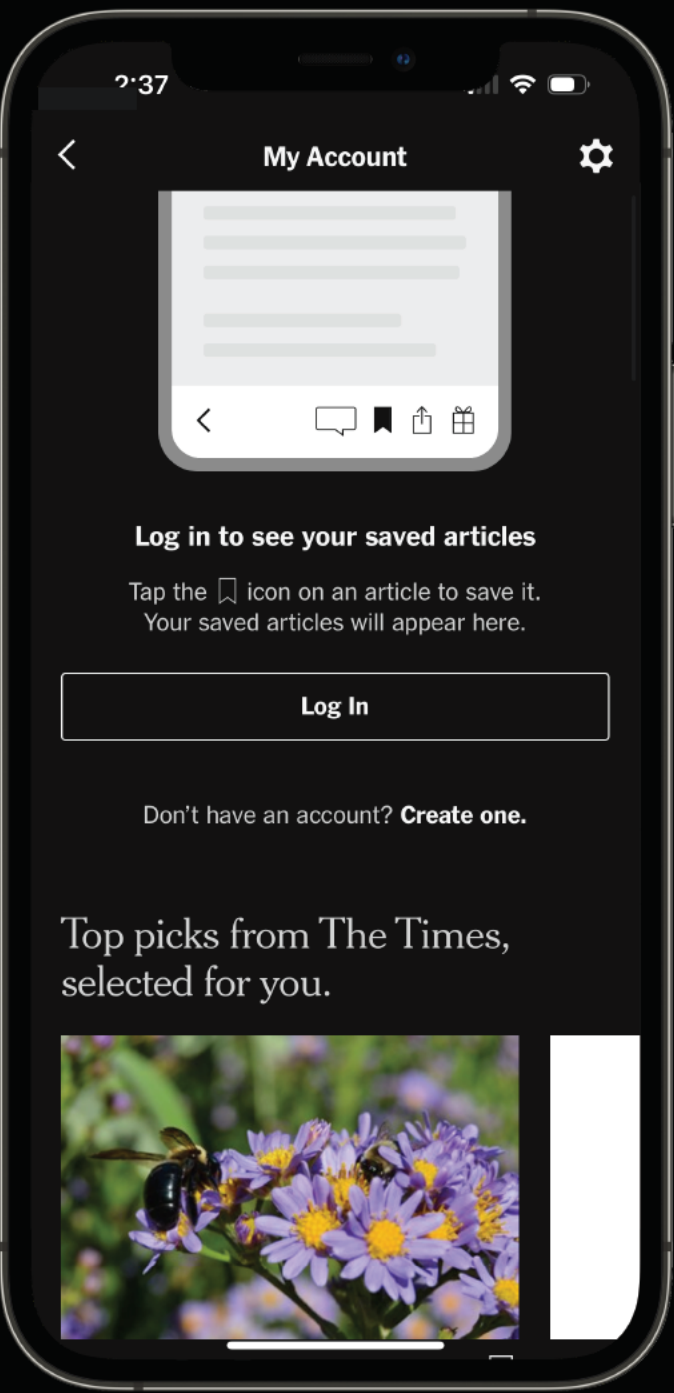 2:37
My Account
Log in to see your saved articles
Tap the icon on an article to save it.
Your saved articles will appear here.
Log In
Don't have an account? Create one.
Top picks from The Times,
selected for you.